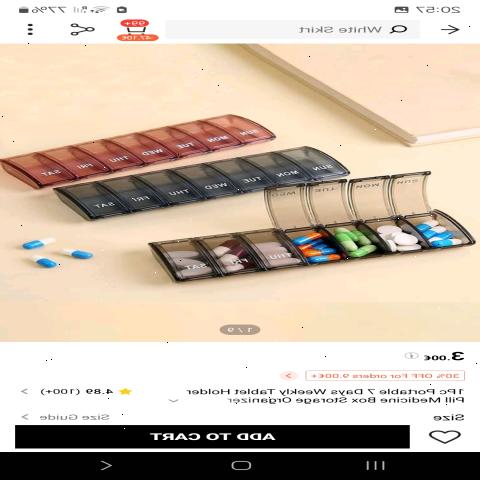 20:57
77%
White Skirt
99+
47.10€
SUN MON TUE WED THU FRI SAT
SUN MON TUE WED THU FRI SAT
SUN MON TUE WED
THU FRI SAT
1/9
3.00€
30% OFF For orders 9.00€+
1Pc Portable 7 Days Weekly Tablet Holder
Pill Medicine Box Storage Organizer
4.89 (100+)
Size
Size Guide
ADD TO CART